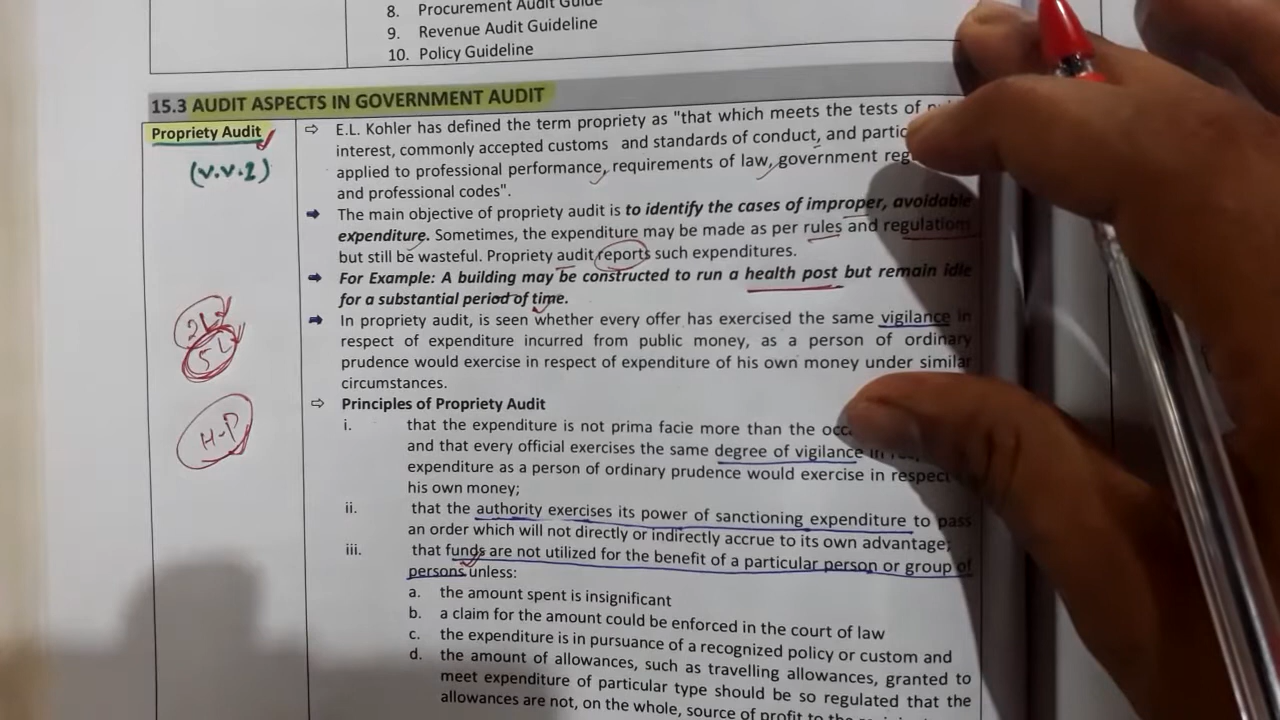 8. Procurement Audit Guide
9. Revenue Audit Guideline
10. Policy Guideline
15.3 AUDIT ASPECTS IN GOVERNMENT AUDIT
Propriety Audit
(V.V.I)
⇨ E.L. Kohler has defined the term propriety as "that which meets the tests of
interest, commonly accepted customs and standards of conduct, and partic
applied to professional performance, requirements of law, government reg
and professional codes".
➡ The main objective of propriety audit is to identify the cases of improper, avoidable
expenditure. Sometimes, the expenditure may be made as per rules and regulations
but still be wasteful. Propriety audit reports such expenditures.
➡ For Example: A building may be constructed to run a health post but remain idle
for a substantial period of time.
2L
5L
➡ In propriety audit, is seen whether every offer has exercised the same vigilance in
respect of expenditure incurred from public money, as a person of ordinary
prudence would exercise in respect of expenditure of his own money under similar
circumstances.
H-P
⇨ Principles of Propriety Audit
i. that the expenditure is not prima facie more than the occ
and that every official exercises the same degree of vigilance in
expenditure as a person of ordinary prudence would exercise in respect
his own money;
ii. that the authority exercises its power of sanctioning expenditure to pass
an order which will not directly or indirectly accrue to its own advantage;
iii. that funds are not utilized for the benefit of a particular person or group of
persons unless:
a. the amount spent is insignificant
b. a claim for the amount could be enforced in the court of law
c. the expenditure is in pursuance of a recognized policy or custom and
d. the amount of allowances, such as travelling allowances, granted to
meet expenditure of particular type should be so regulated that the
allowances are not, on the whole, source of profit to the